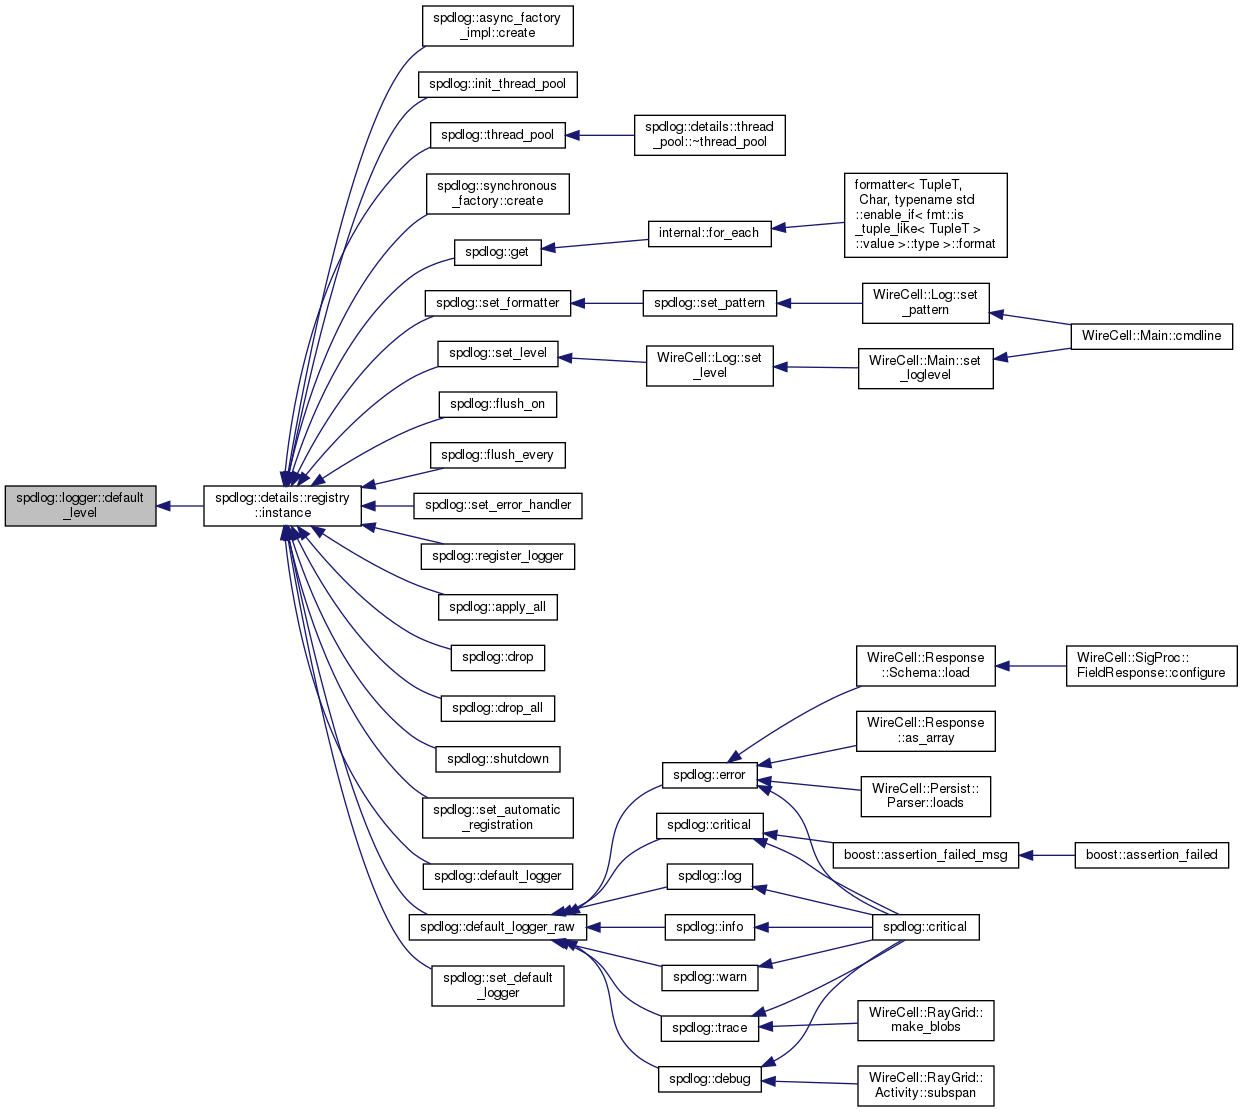 spdlog::async_factory
_impl::create
spdlog::init_thread_pool
spdlog::thread_pool
spdlog::details::thread
_pool::~thread_pool
spdlog::synchronous
_factory::create
spdlog::get
internal::for_each
formatter< TupleT,
Char, typename std
::enable_if< fmt::is
_tuple_like< TupleT >
::value >::type >::format
spdlog::set_formatter
spdlog::set_pattern
WireCell::Log::set
_pattern
WireCell::Main::cmdline
spdlog::set_level
WireCell::Log::set
_level
WireCell::Main::set
_loglevel
spdlog::flush_on
spdlog::flush_every
spdlog::logger::default
_level
spdlog::details::registry
::instance
spdlog::set_error_handler
spdlog::register_logger
spdlog::apply_all
spdlog::drop
spdlog::drop_all
spdlog::shutdown
spdlog::set_automatic
_registration
spdlog::default_logger
spdlog::default_logger_raw
spdlog::set_default
_logger
spdlog::error
WireCell::Response
::Schema::load
WireCell::SigProc::
FieldResponse::configure
WireCell::Response
::as_array
WireCell::Persist::
Parser::loads
spdlog::critical
boost::assertion_failed_msg
boost::assertion_failed
spdlog::log
spdlog::info
spdlog::critical
spdlog::warn
spdlog::trace
WireCell::RayGrid::
make_blobs
spdlog::debug
WireCell::RayGrid::
Activity::subspan